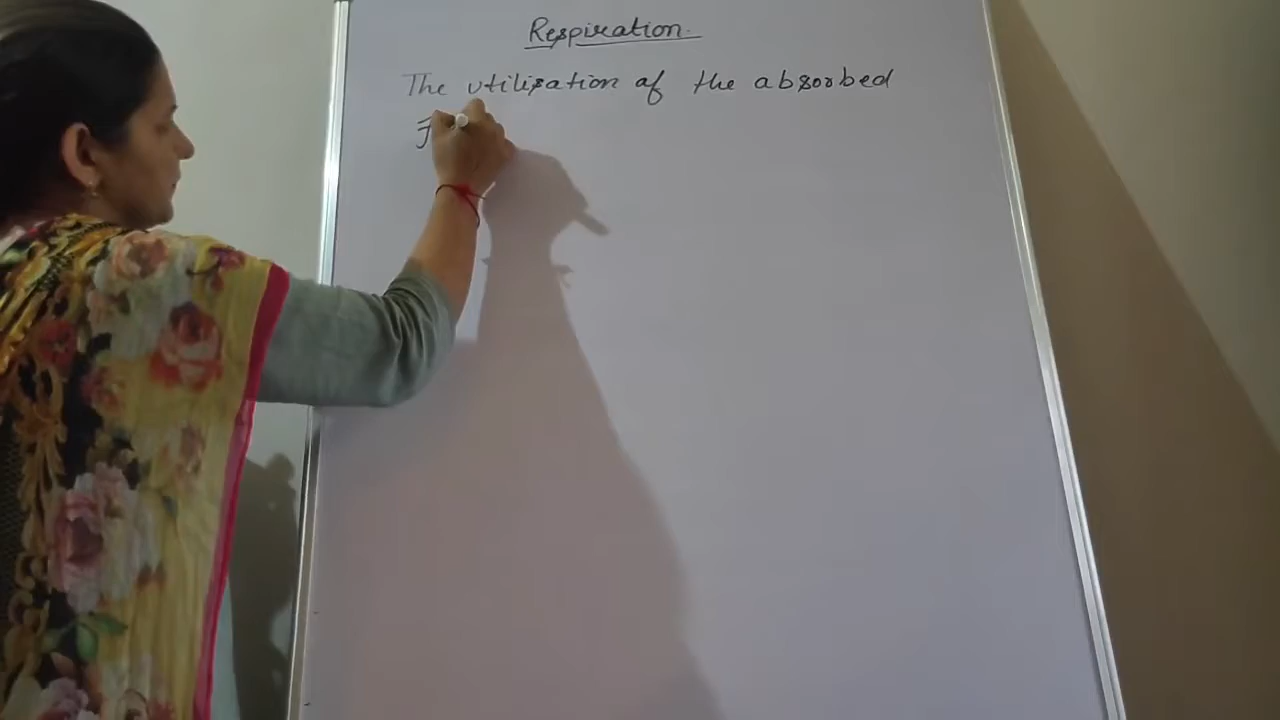 Respiration.
The utilization of the absorbed
F